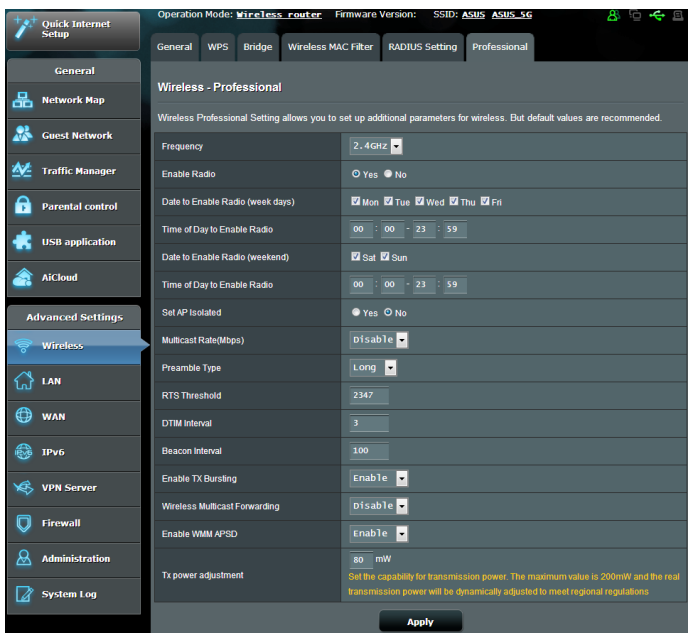 Quick Internet
Setup
General
Network Map
Guest Network
Traffic Manager
Parental control
USB application
AiCloud
Advanced Settings
Wireless
LAN
WAN
IPv6
VPN Server
Firewall
Administration
System Log
Operation Mode: Wireless router Firmware Version: SSID: ASUS ASUS_5G
General WPS Bridge Wireless MAC Filter RADIUS Setting Professional
Wireless - Professional
Wireless Professional Setting allows you to set up additional parameters for wireless. But default values are recommended.
Frequency 2.4GHz
Enable Radio Yes No
Date to Enable Radio (week days) Mon Tue Wed Thu Fri
Time of Day to Enable Radio 00 : 00 - 23 : 59
Date to Enable Radio (weekend) Sat Sun
Time of Day to Enable Radio 00 : 00 - 23 : 59
Set AP Isolated Yes No
Multicast Rate(Mbps) Disable
Preamble Type Long
RTS Threshold 2347
DTIM Interval 3
Beacon Interval 100
Enable TX Bursting Enable
Wireless Multicast Forwarding Disable
Enable WMM APSD Enable
Tx power adjustment 80 mW
Set the capability for transmission power. The maximum value is 200mW and the real
transmission power will be dynamically adjusted to meet regional regulations
Apply